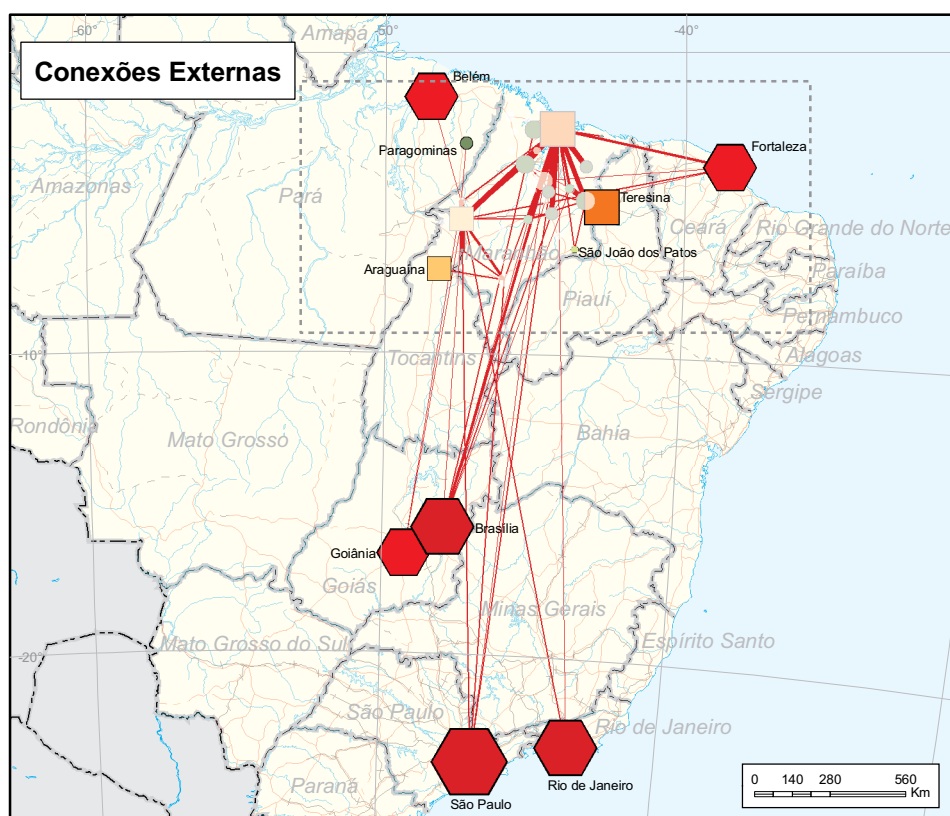 -60°
-50°
-40°
Amapá
Conexões Externas
Belém
Paragominas
Fortaleza
Amazonas
Pará
Teresina
Ceará
Rio Grande do Norte
Maranhão
São João dos Patos
Araguaína
Paraíba
Piauí
Pernambuco
-10°
Tocantins
Alagoas
Sergipe
Rondônia
Mato Grosso
Bahia
Brasília
Goiânia
Goiás
Minas Gerais
Mato Grosso do Sul
Espírito Santo
-20°
São Paulo
Rio de Janeiro
Paraná
Rio de Janeiro
São Paulo
0 140 280 560
Km